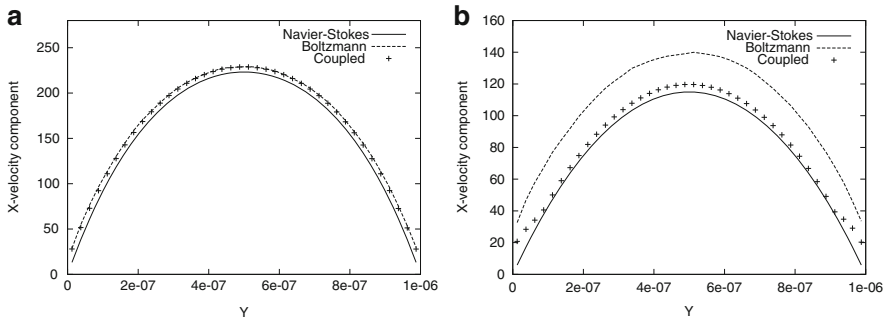 a
Navier-Stokes
Boltzmann
Coupled
X-velocity component
250
200
150
100
50
0
0 2e-07 4e-07 6e-07 8e-07 1e-06
Y
b
Navier-Stokes
Boltzmann
Coupled
X-velocity component
160
140
120
100
80
60
40
20
0
0 2e-07 4e-07 6e-07 8e-07 1e-06
Y